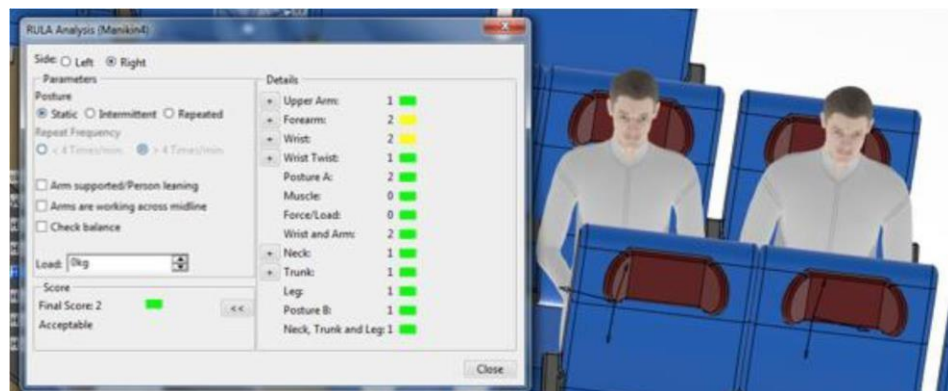 RULA Analysis (Manikin4)
Side: Left Right
Parameters
Posture
Static Intermittent Repeated
Repeat Frequency
< 4 Times/min. > 4 Times/min.
Arm supported/Person leaning
Arms are working across midline
Check balance
Load: 0kg
Score
Final Score: 2 <<
Acceptable
Details
+ Upper Arm: 1
+ Forearm: 2
+ Wrist: 2
+ Wrist Twist: 1
Posture A: 2
Muscle: 0
Force/Load: 0
Wrist and Arm: 2
+ Neck: 1
+ Trunk: 1
Leg: 1
Posture B: 1
Neck, Trunk and Leg: 1
Close